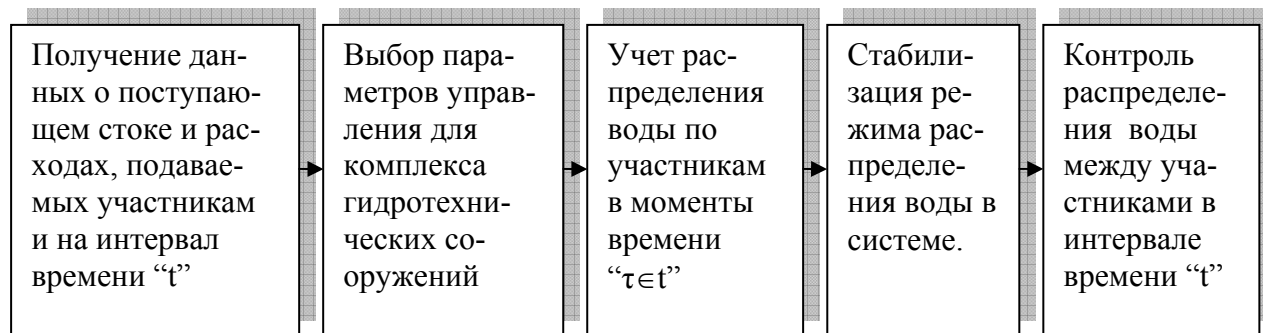 Получение дан-
ных о поступаю-
щем стоке и рас-
ходах, подавае-
мых участникам
и на интервал
времени “t”
Выбор пара-
метров управ-
ления для
комплекса
гидротехни-
ческих со-
оружений
Учет рас-
пределения
воды по
участникам
в моменты
времени
“τ∈t”
Стабили-
зация ре-
жима рас-
пределе-
ния воды в
системе.
Контроль
распределе-
ния воды
между уча-
стниками в
интервале
времени “t”